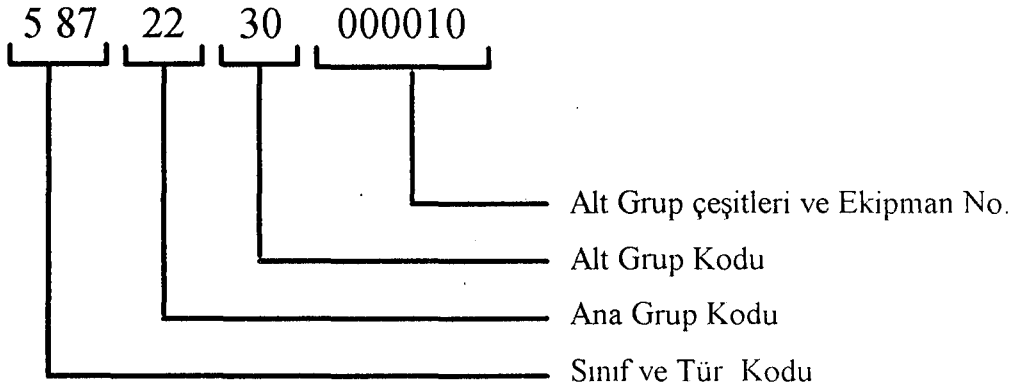 5 87 22 30 000010
Alt Grup çeşitleri ve Ekipman No.
Alt Grup Kodu
Ana Grup Kodu
Sınıf ve Tür Kodu